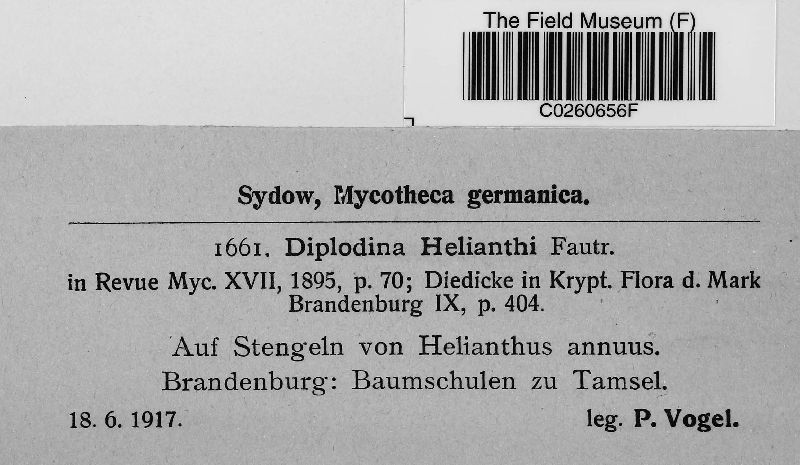 The Field Museum (F)
C0260656F
Sydow, Mycotheca germanica.
1661. Diplodina Helianthi Fautr.
in Revue Myc. XVII, 1895, p. 70; Diedicke in Krypt. Flora d. Mark
Brandenburg IX, p. 404.
Auf Stengeln von Helianthus annuus.
Brandenburg: Baumschulen zu Tamsel.
18. 6. 1917. leg. P. Vogel.